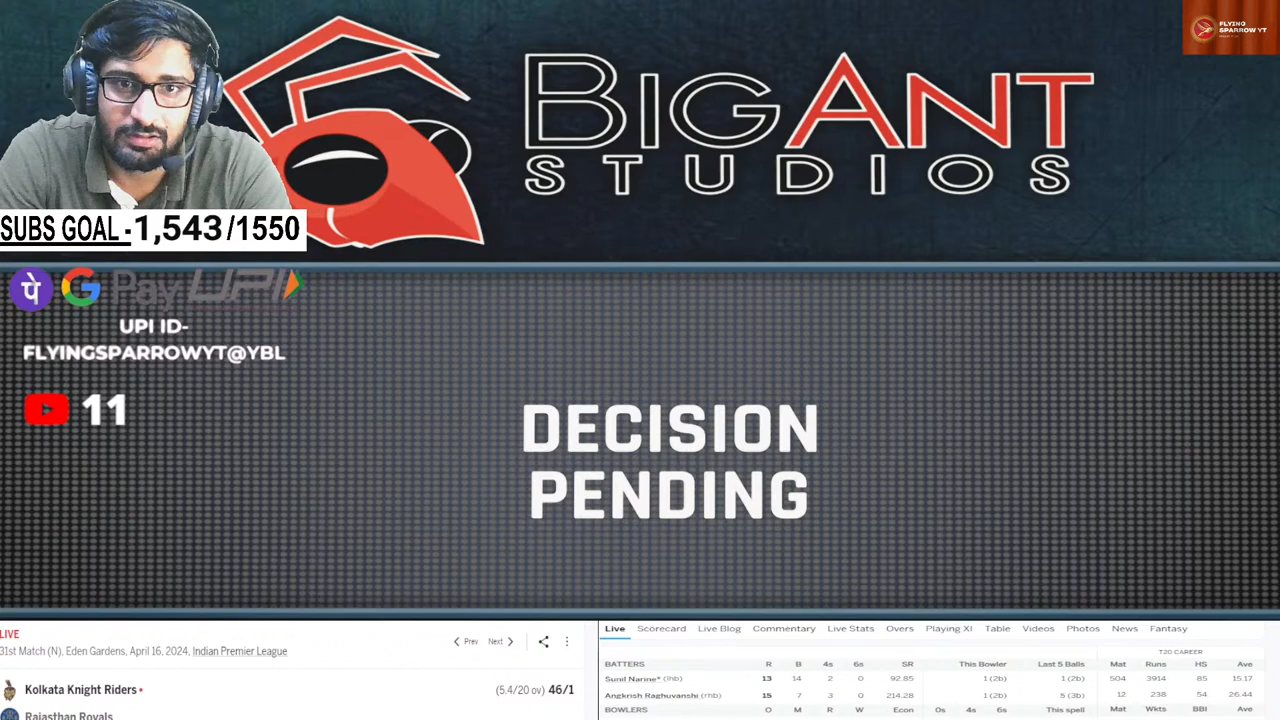 FLYING
SPARROW YT
BIGANT
STUDIOS
SUBS GOAL - 1,543 /1550
पे G Pay UPI
UPI ID-
FLYINGSPARROWYT@YBL
11
DECISION
PENDING
LIVE
31st Match (N), Eden Gardens, April 16, 2024, Indian Premier League
Prev Next
Kolkata Knight Riders
(5.4/20 ov) 46/1
Rajasthan Royals
Live Scorecard Live Blog Commentary Live Stats Overs Playing XI Table Videos Photos News Fantasy
T20 CAREER
BATTERS R B 4s 6s SR This Bowler Last 5 Balls Mat Runs HS Ave
Sunil Narine* (lhb) 13 14 2 0 92.85 1 (2b) 1 (2b) 504 3914 85 15.17
Angkrish Raghuvanshi (rhb) 15 7 3 0 214.28 1 (2b) 5 (3b) 12 238 54 26.44
BOWLERS O M R W Econ 0s 4s 6s This spell Mat Wkts BBI Ave